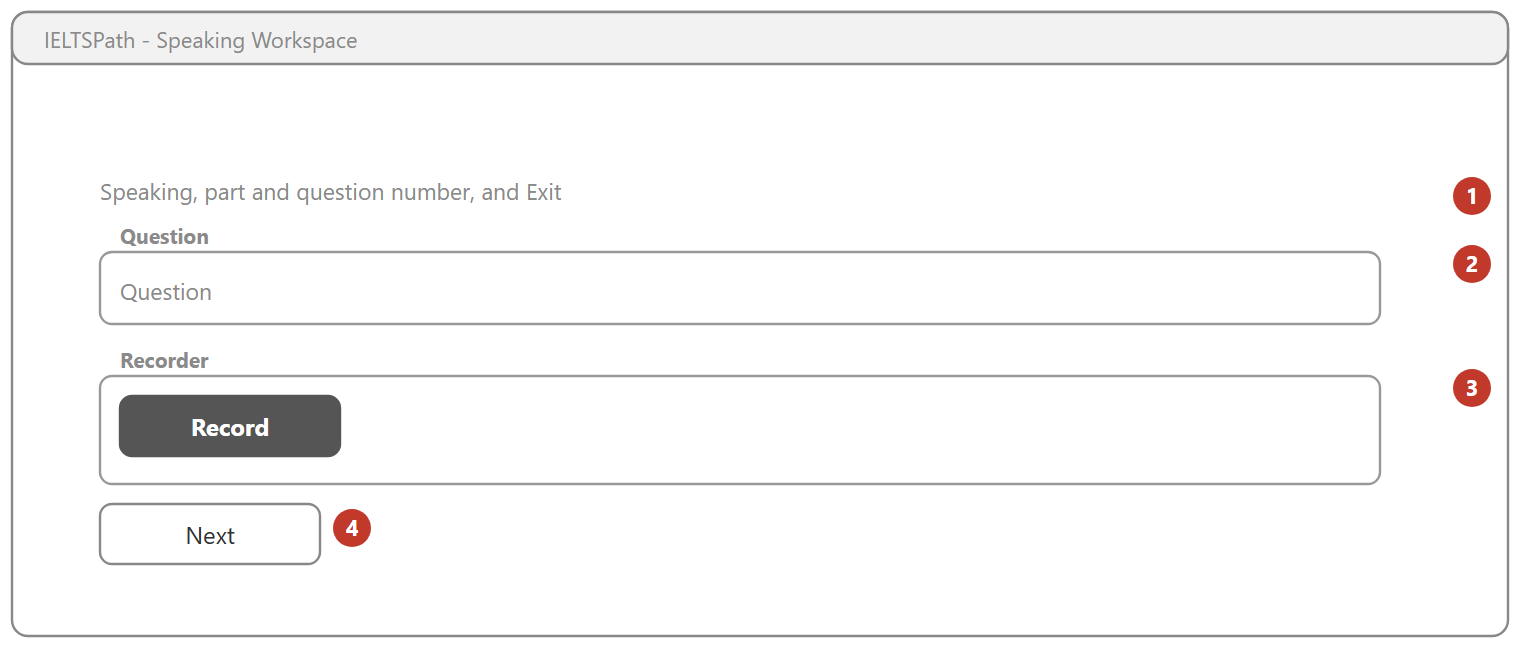 IELTSPath - Speaking Workspace
Speaking, part and question number, and Exit
1
Question
2
Question
Recorder
3
Record
Next
4